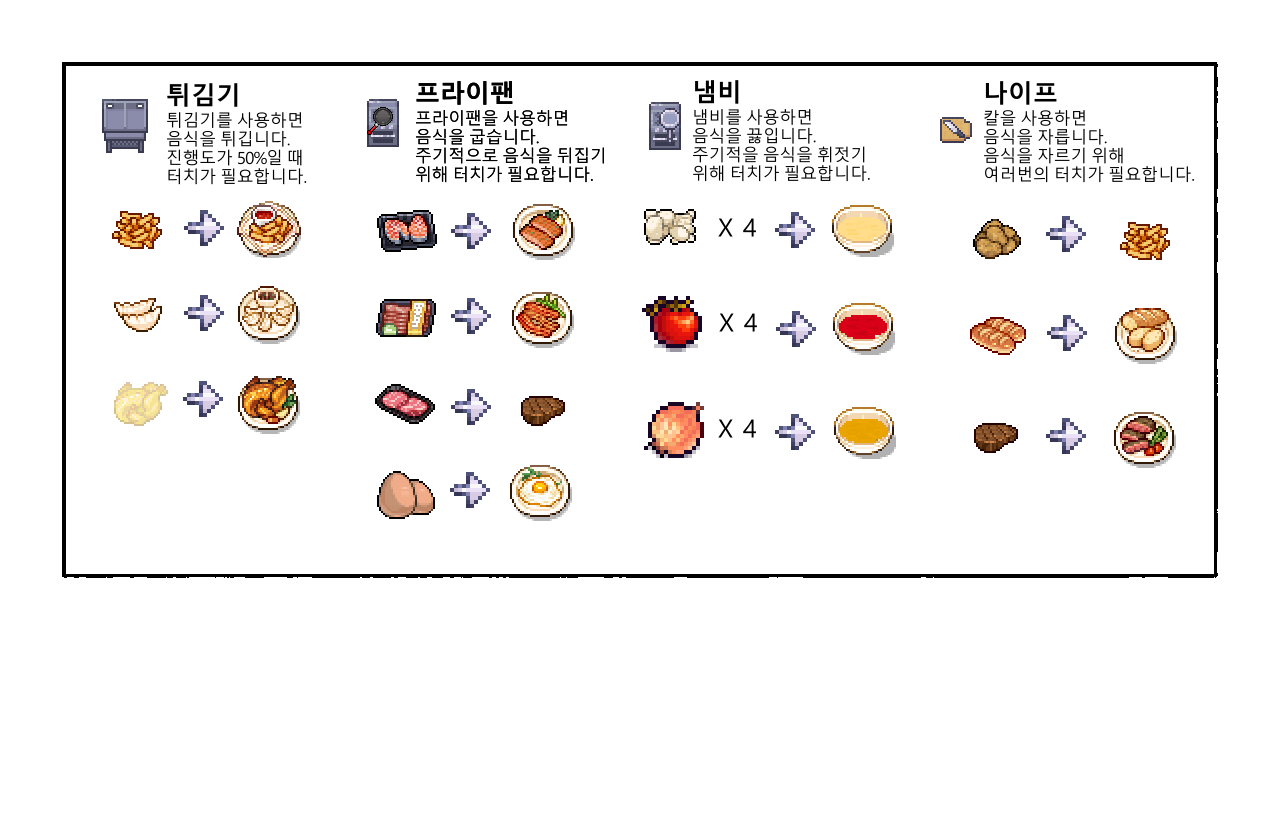 튀김기
튀김기를 사용하면
음식을 튀깁니다.
진행도가 50%일 때
터치가 필요합니다.
프라이팬
프라이팬을 사용하면
음식을 굽습니다.
주기적으로 음식을 뒤집기
위해 터치가 필요합니다.
냄비
냄비를 사용하면
음식을 끓입니다.
주기적을 음식을 휘젓기
위해 터치가 필요합니다.
X 4
X 4
X 4
나이프
칼을 사용하면
음식을 자릅니다.
음식을 자르기 위해
여러번의 터치가 필요합니다.